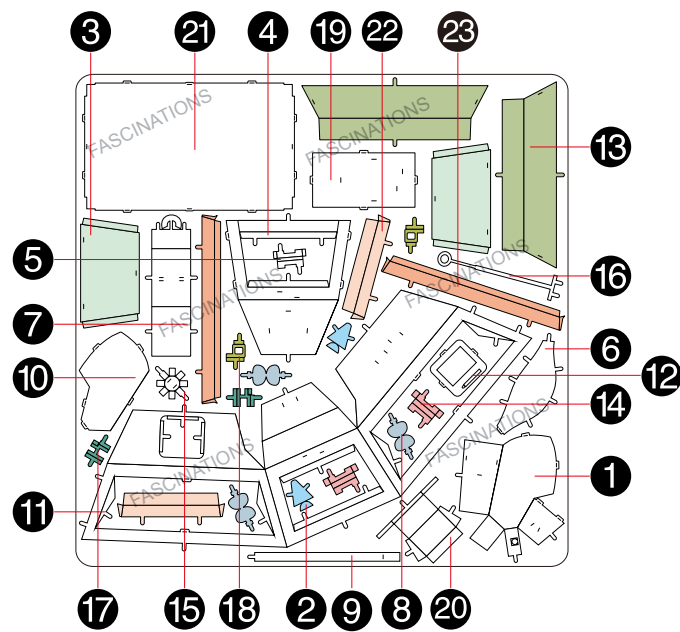 3 21 4 19 22 23
FASCINATIONS
FASCINATIONS
13
5
16
FASCINATIONS
FASCINATIONS
7
6
10
12
14
FASCINATIONS
1
FASCINATIONS
11
17 15 18 2 9 8 20